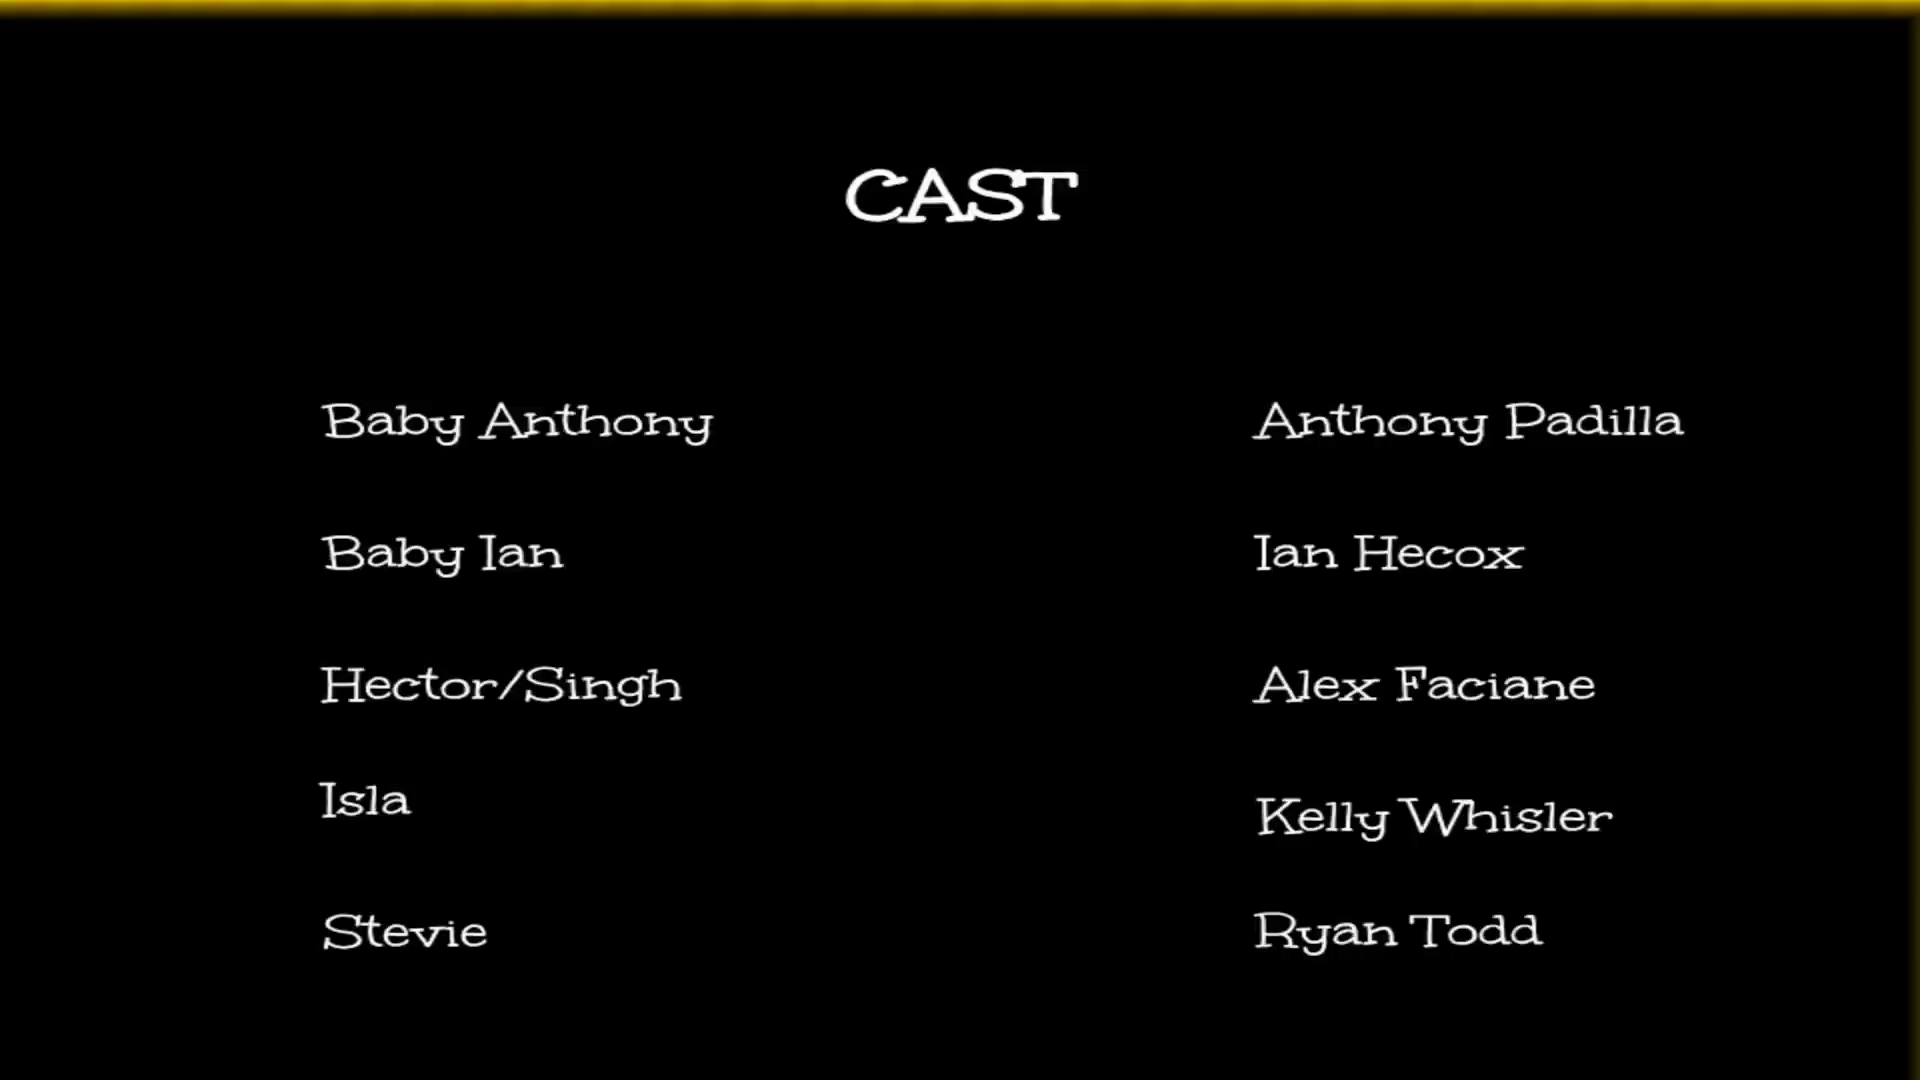 CAST
Baby Anthony Anthony Padilla
Baby Ian Ian Hecox
Hector/Singh Alex Faciane
Isla Kelly Whisler
Stevie Ryan Todd